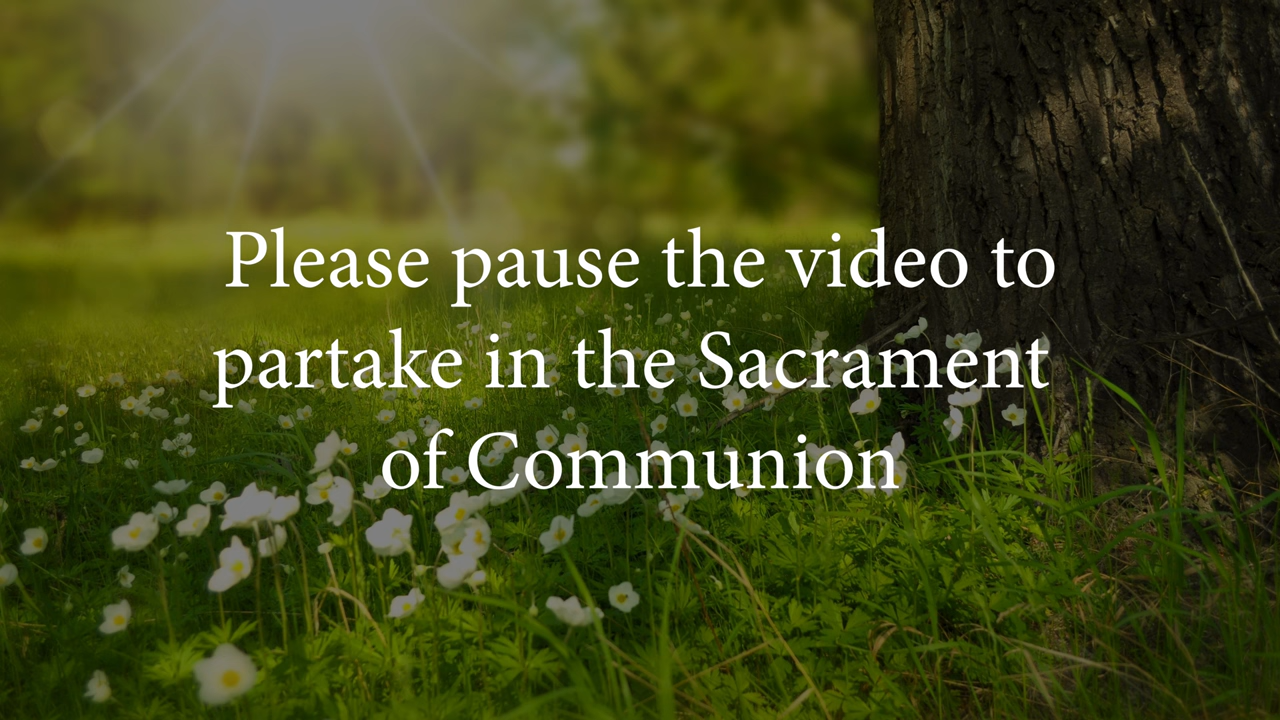 Please pause the video to
partake in the Sacrament
of Communion